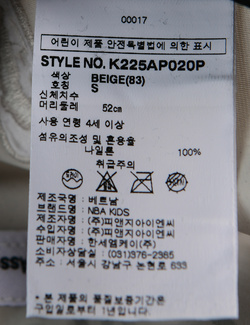 00017
어린이 제품 안전특별법에 의한 표시
STYLE NO. K225AP020P
색상 BEIGE(83)
호칭 S
신체치수
머리둘레 52㎝
사용 연령 4세 이상
섬유의조성 및 혼용율
나일론 100%
취급주의
제조국명 : 베트남
브랜드명 : NBA KIDS
제조자명 : (주)피앤지아이엔씨
수입자명 : (주)피앤지아이엔씨
판매자명 : 한세엠케이(주)
전화번호 : (031)376-2385
주소 : 서울시 강남구 논현로 633
* 본 제품의 품질보증기간은
구입일로부터 1년입니다